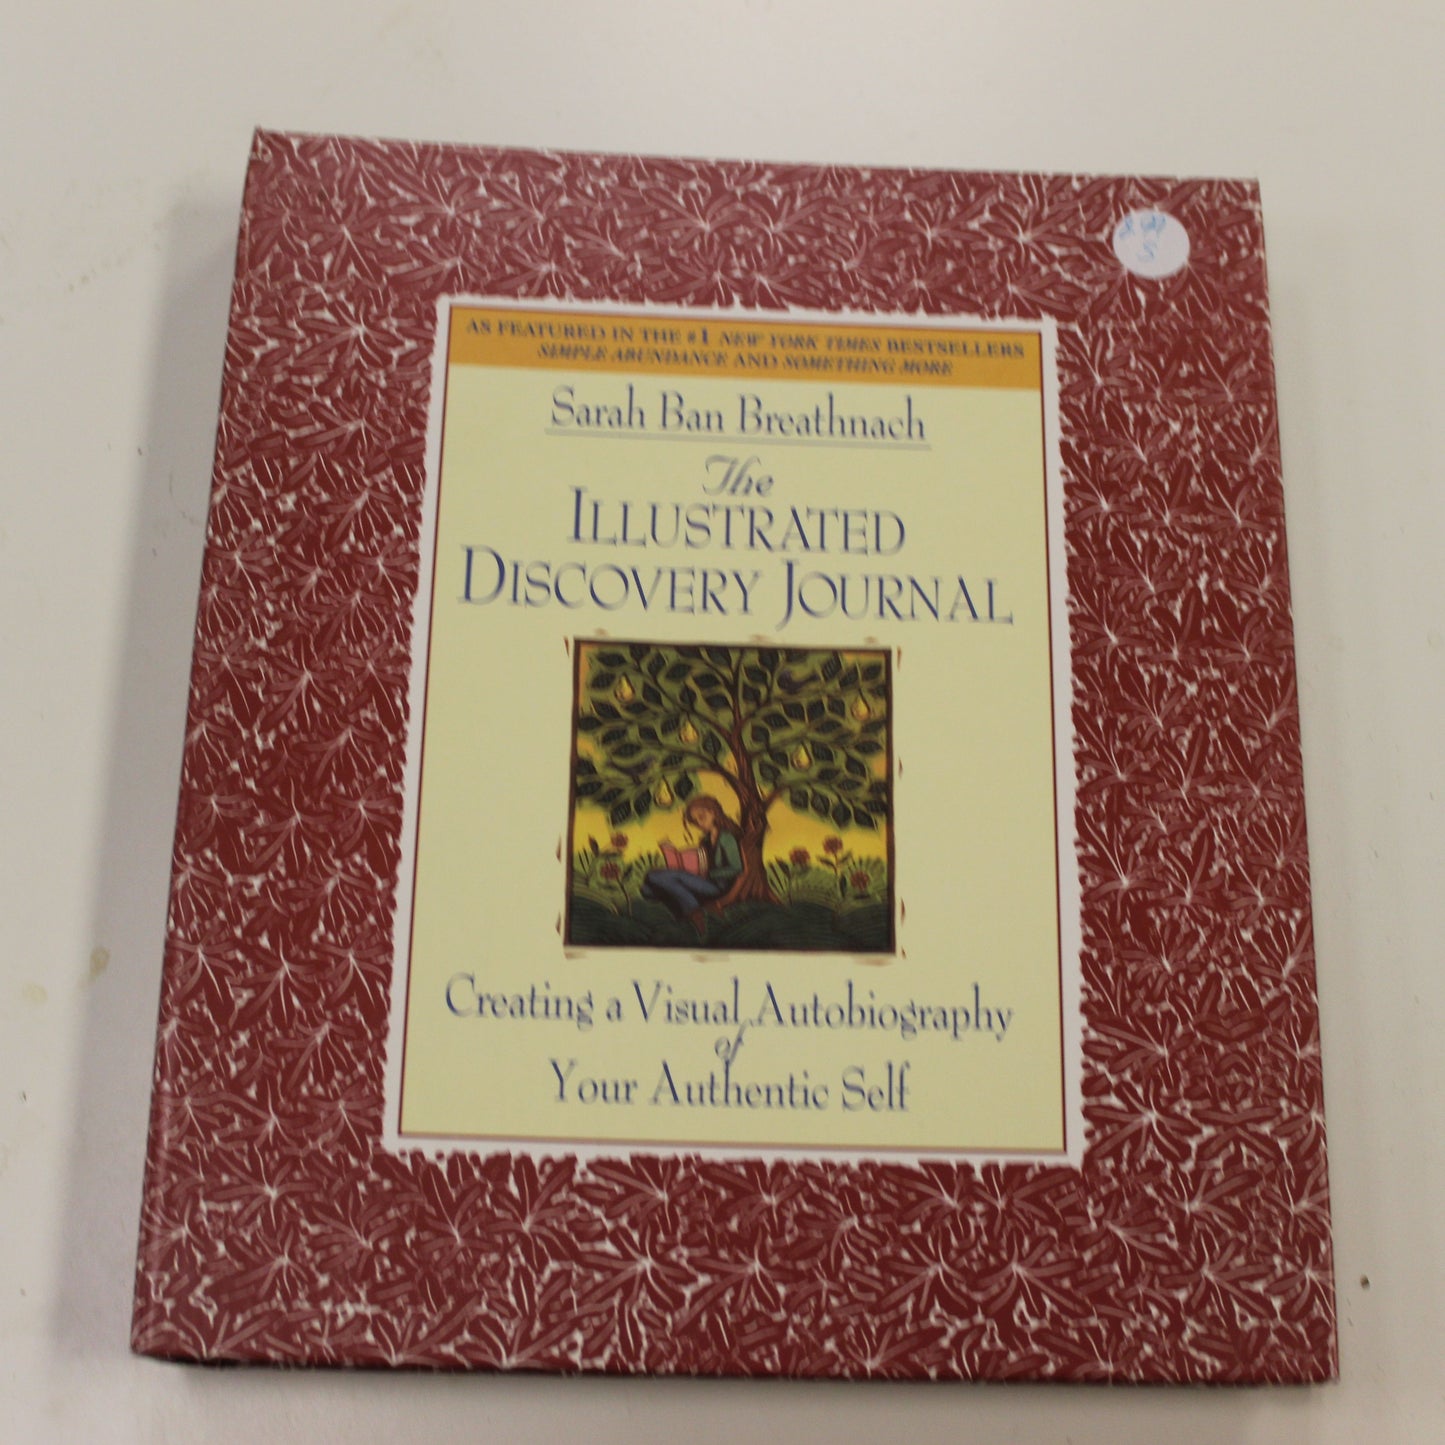 AS FEATURED IN THE #1 NEW YORK TIMES BESTSELLERS
SIMPLE ABUNDANCE AND SOMETHING MORE
Sarah Ban Breathnach
The
ILLUSTRATED
DISCOVERY JOURNAL
Creating a Visual Autobiography
of
Your Authentic Self